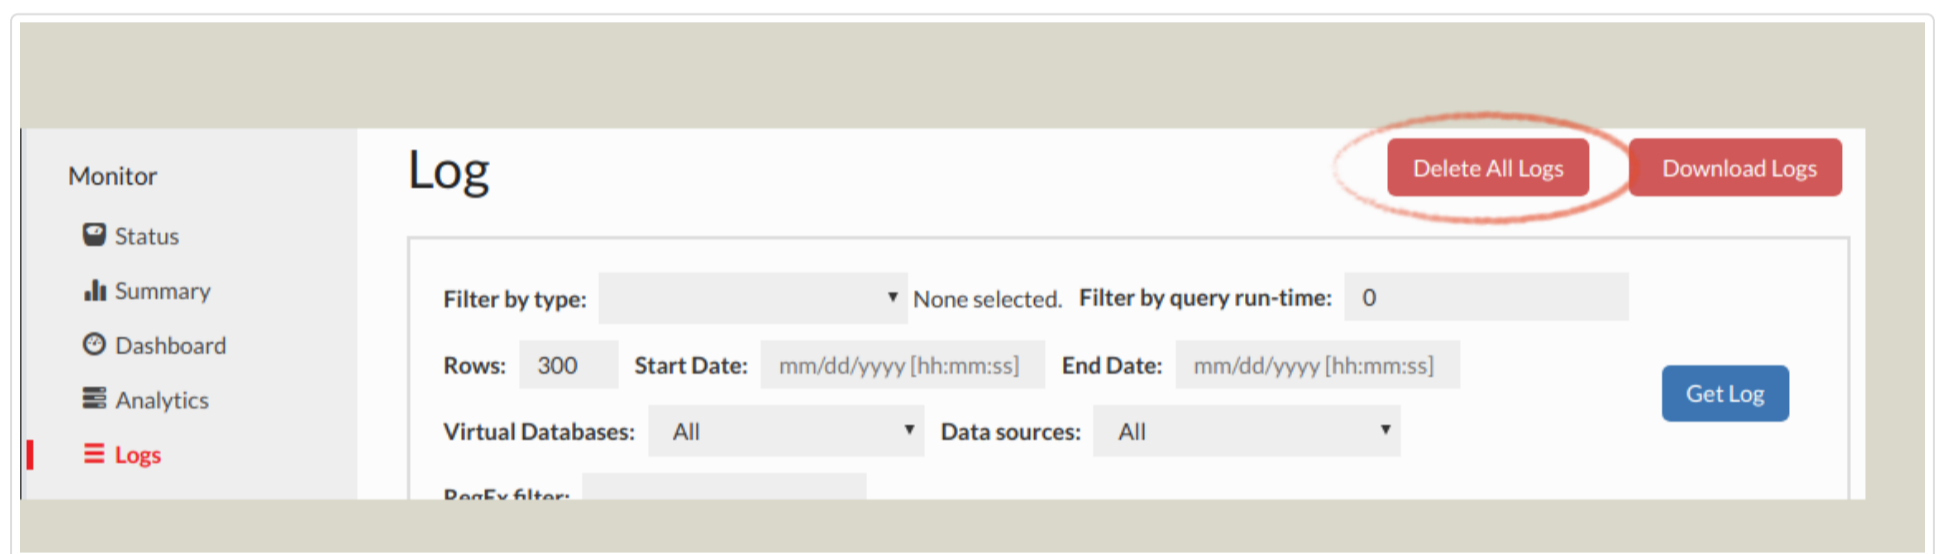 Monitor
Status
Summary
Dashboard
Analytics
Logs
Log
Delete All Logs
Download Logs
Filter by type: None selected. Filter by query run-time: 0
Rows: 300 Start Date: mm/dd/yyyy [hh:mm:ss] End Date: mm/dd/yyyy [hh:mm:ss]
Get Log
Virtual Databases: All Data sources: All
RegEx filter: